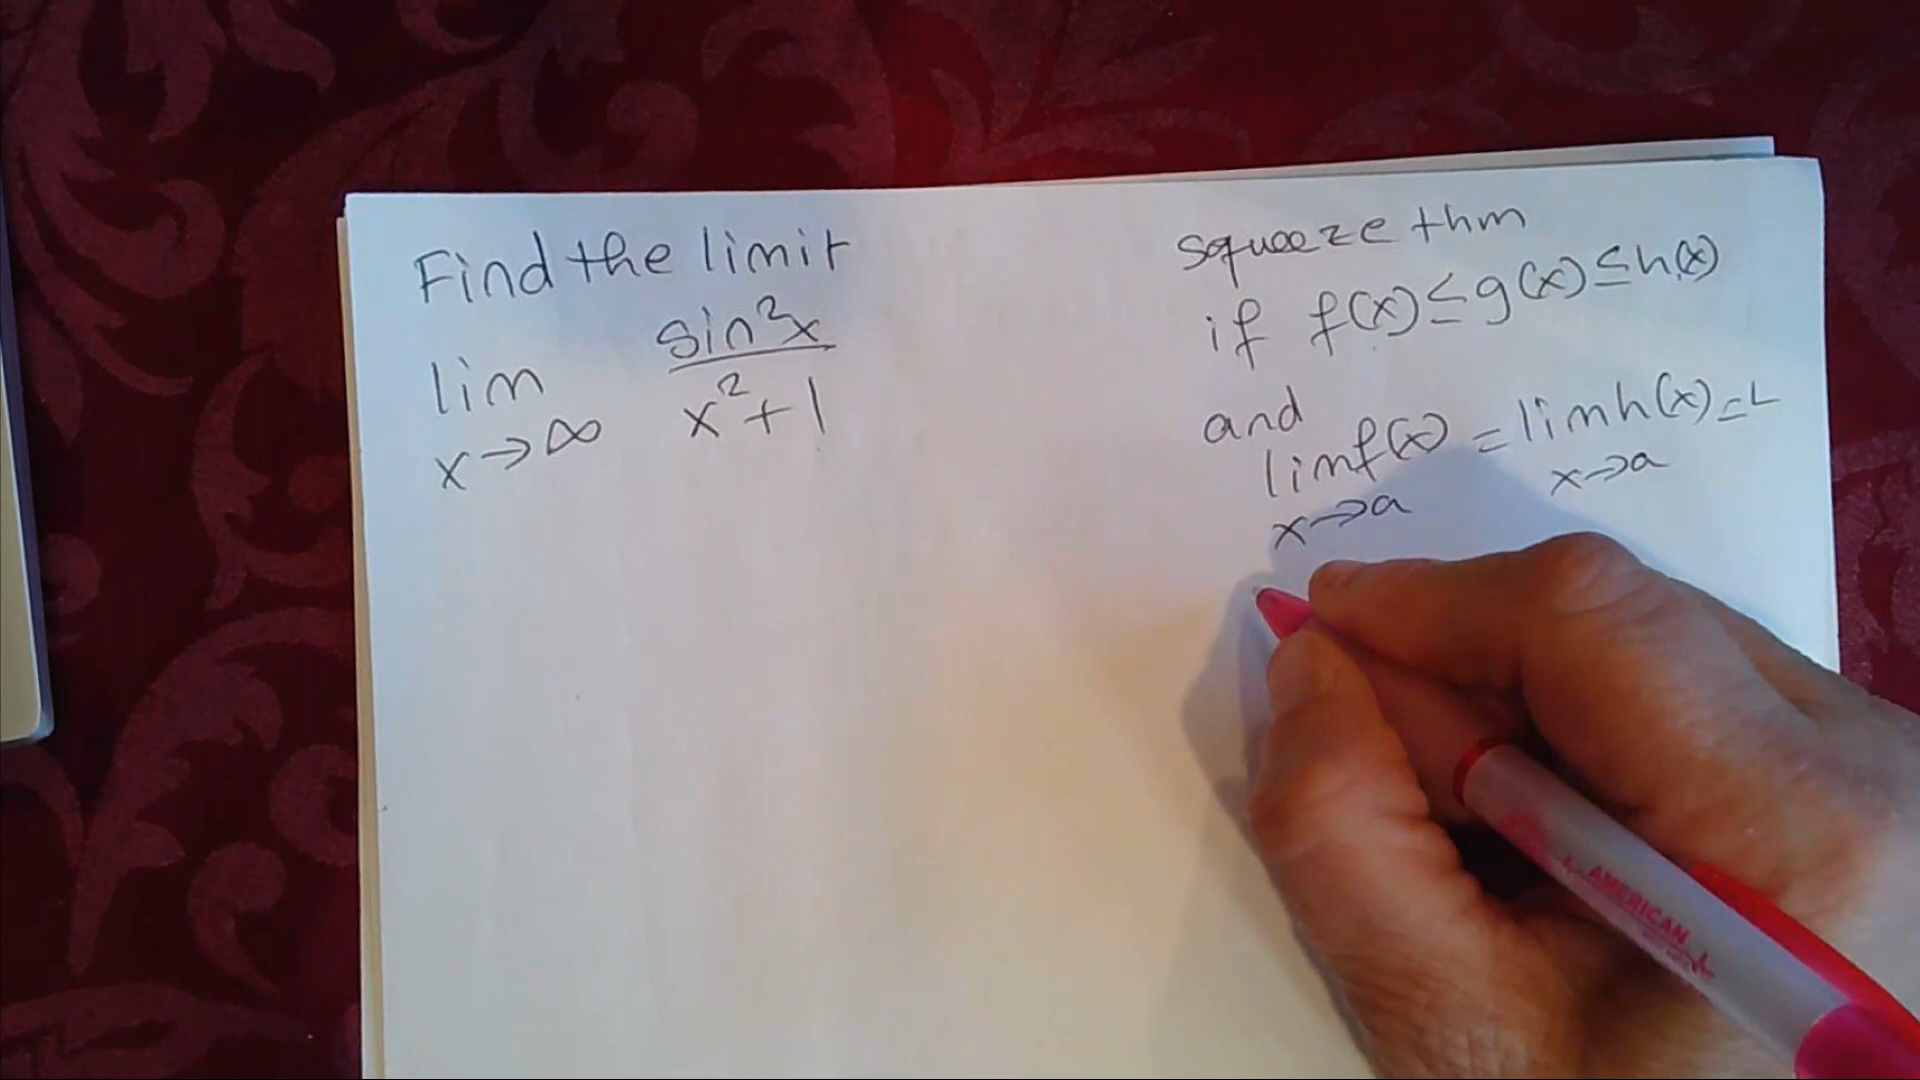 Find the limit
lim sin²x / x²+1
x→∞
squeeze thm
if f(x)≤g(x)≤h(x)
and
lim f(x) = lim h(x) = L
x→a x→a
AMERICAN